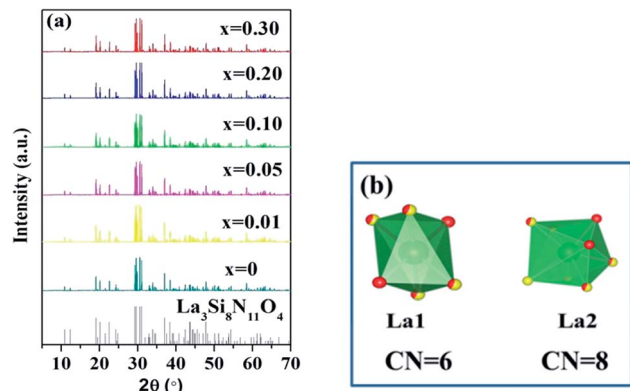 (a)
x=0.30
x=0.20
x=0.10
x=0.05
x=0.01
x=0
La₃Si₈N₁₁O₄
Intensity (a.u.)
10 20 30 40 50 60 70
2θ (°)
(b)
La1 La2
CN=6 CN=8